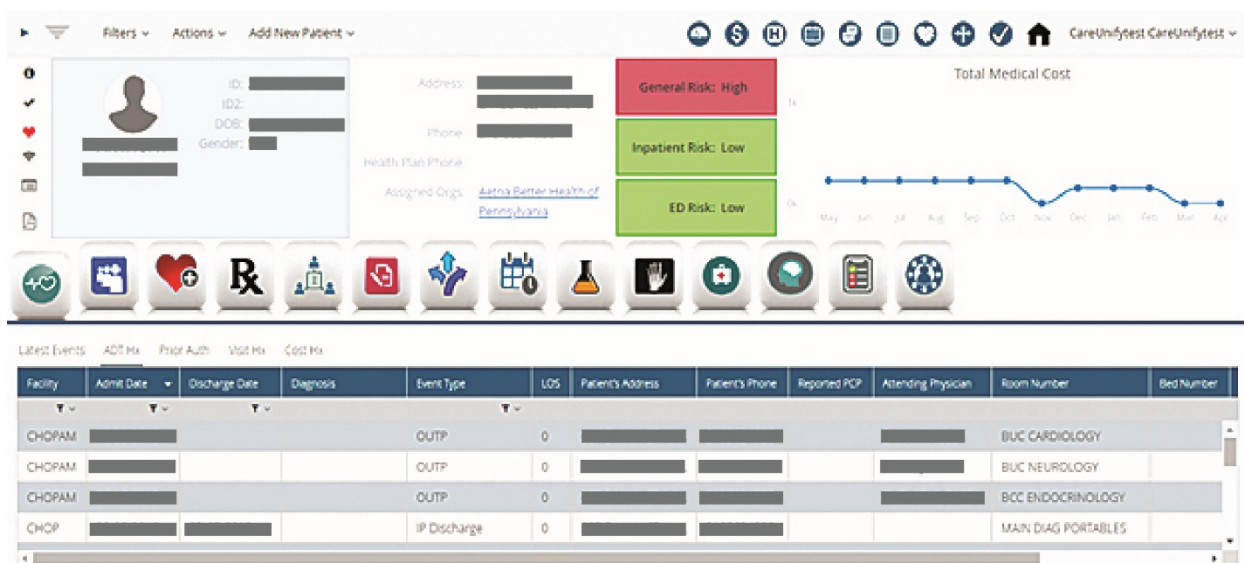 Filters Actions Add New Patient CareUnifytest CareUnifytest
Total Medical Cost
ID:
ID2:
DOB:
Gender:
Address:
Phone:
Health Plan Phone:
Assigned Orgs: Aetna Better Health of
Pennsylvania
General Risk: High
Inpatient Risk: Low
ED Risk: Low
1k
0k
May Jun Jul Aug Sep Oct Nov Dec Jan Feb Mar Apr
Rx
Latest Events ADT Hx Prior Auth Visit Hx Cost Hx
Facility Admit Date Discharge Date Diagnosis Event Type LOS Patient's Address Patient's Phone Reported PCP Attending Physician Room Number Bed Number
CHOPAM OUTP 0 BUC CARDIOLOGY
CHOPAM OUTP 0 BUC NEUROLOGY
CHOPAM OUTP 0 BCC ENDOCRINOLOGY
CHOP IP Discharge 0 MAIN DIAG PORTABLES